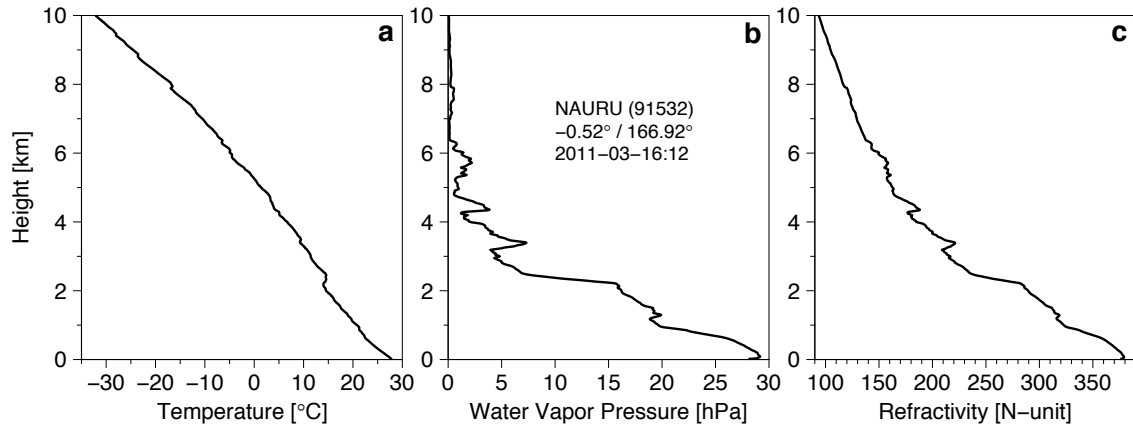 a
b
c
Height [km]
10
8
6
4
2
0
−30 −20 −10 0 10 20 30
Temperature [°C]
NAURU (91532)
−0.52° / 166.92°
2011−03−16:12
10
8
6
4
2
0
0 5 10 15 20 25 30
Water Vapor Pressure [hPa]
10
8
6
4
2
0
100 150 200 250 300 350
Refractivity [N−unit]